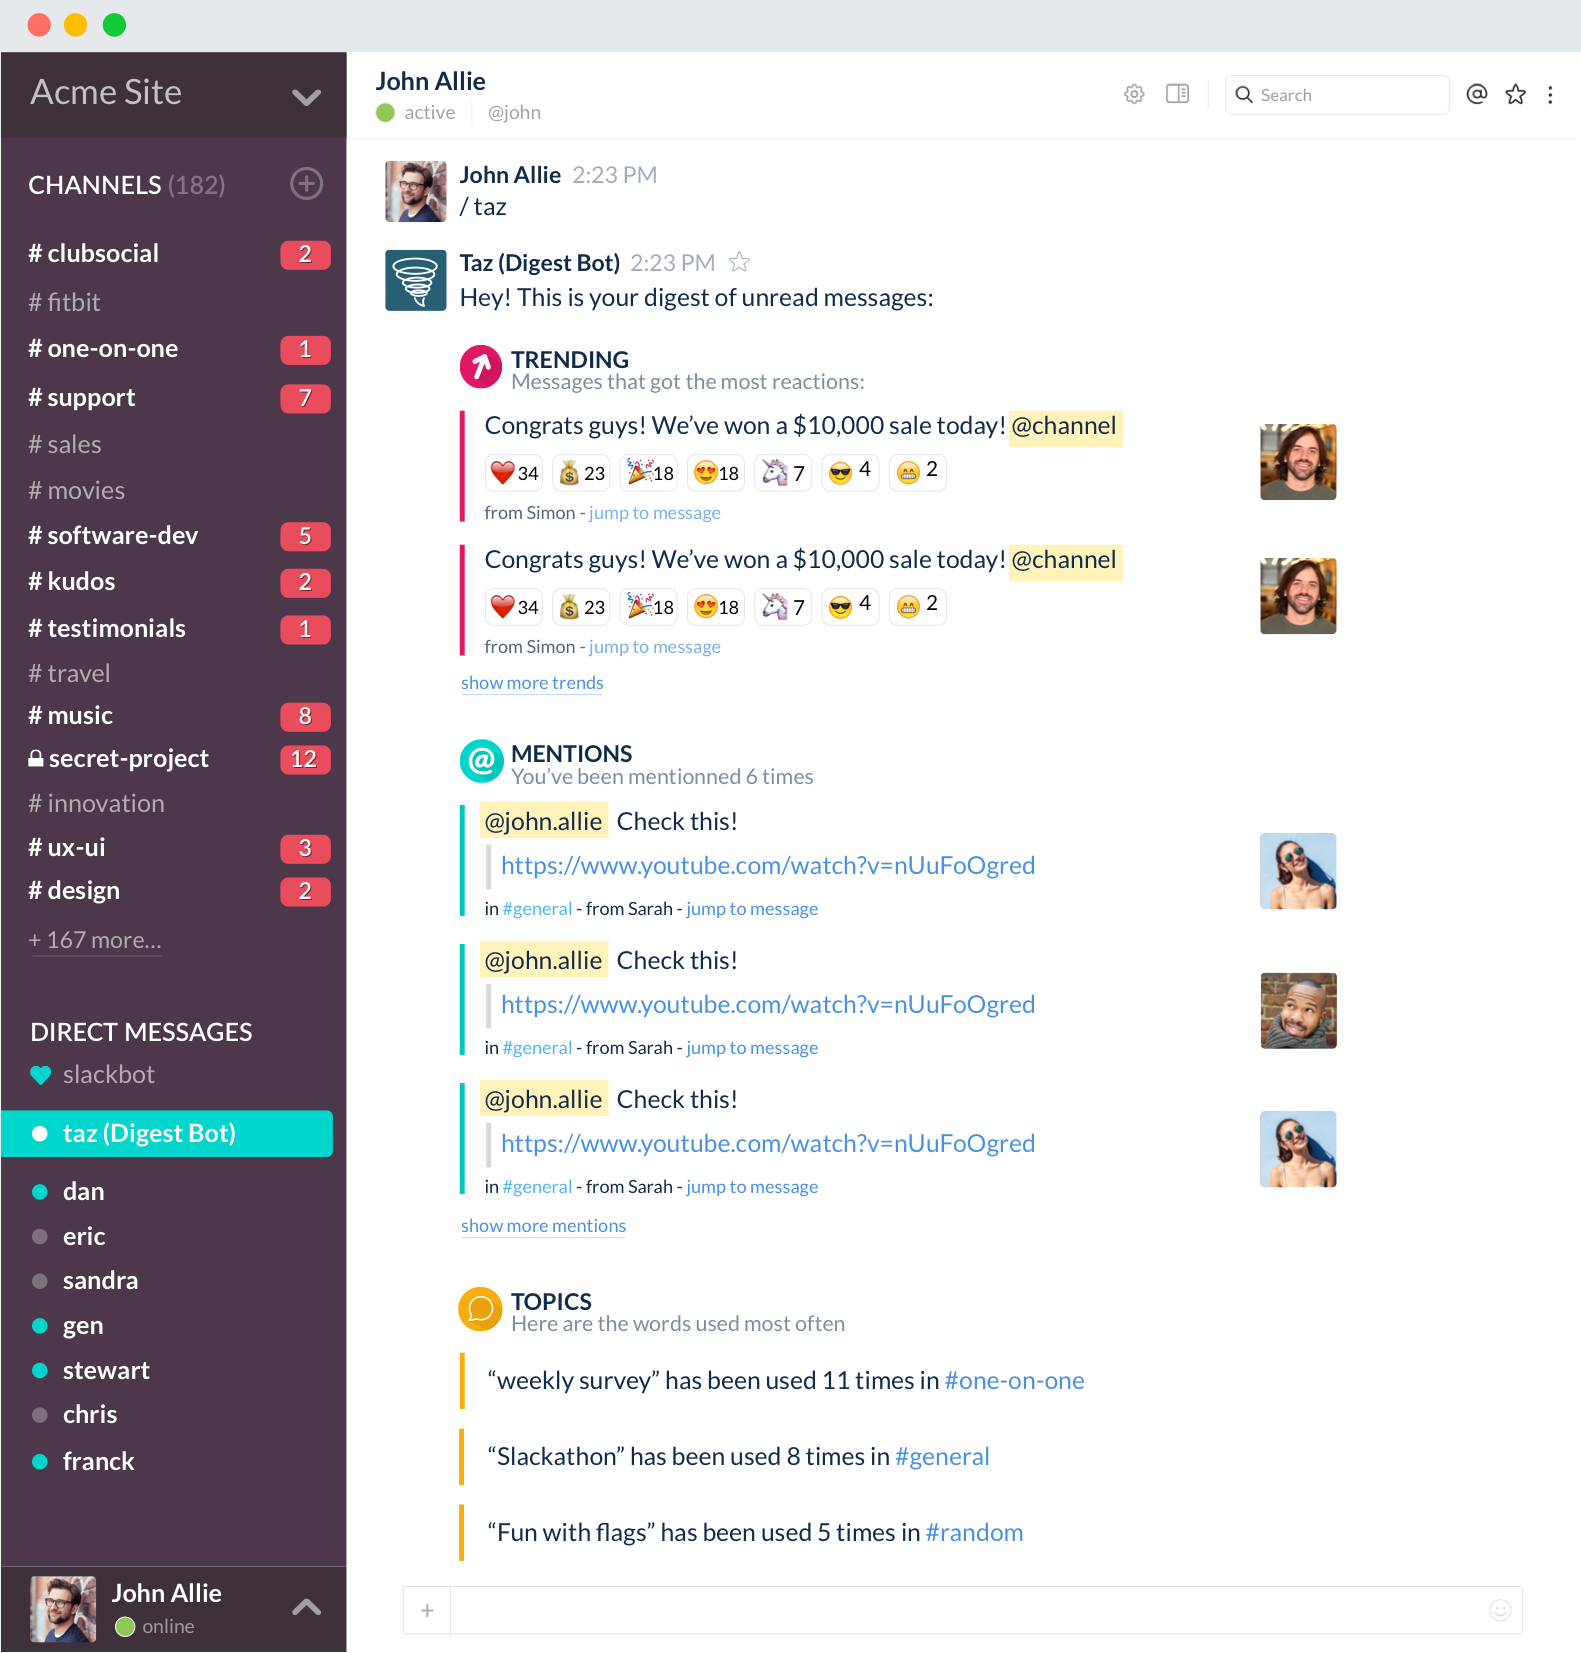 Acme Site
CHANNELS (182)
# clubsocial 2
# fitbit
# one-on-one 1
# support 7
# sales
# movies
# software-dev 5
# kudos 2
# testimonials 1
# travel
# music 8
secret-project 12
# innovation
# ux-ui 3
# design 2
+ 167 more...
DIRECT MESSAGES
slackbot
taz (Digest Bot)
dan
eric
sandra
gen
stewart
chris
franck
John Allie
online
John Allie
active @john
Search
John Allie 2:23 PM
/ taz
Taz (Digest Bot) 2:23 PM
Hey! This is your digest of unread messages:
TRENDING
Messages that got the most reactions:
Congrats guys! We’ve won a $10,000 sale today! @channel
34 23 18 18 7 4 2
from Simon - jump to message
Congrats guys! We’ve won a $10,000 sale today! @channel
34 23 18 18 7 4 2
from Simon - jump to message
show more trends
@ MENTIONS
You’ve been mentionned 6 times
@john.allie Check this!
https://www.youtube.com/watch?v=nUuFoOgred
in #general - from Sarah - jump to message
@john.allie Check this!
https://www.youtube.com/watch?v=nUuFoOgred
in #general - from Sarah - jump to message
@john.allie Check this!
https://www.youtube.com/watch?v=nUuFoOgred
in #general - from Sarah - jump to message
show more mentions
TOPICS
Here are the words used most often
“weekly survey” has been used 11 times in #one-on-one
“Slackathon” has been used 8 times in #general
“Fun with flags” has been used 5 times in #random
+